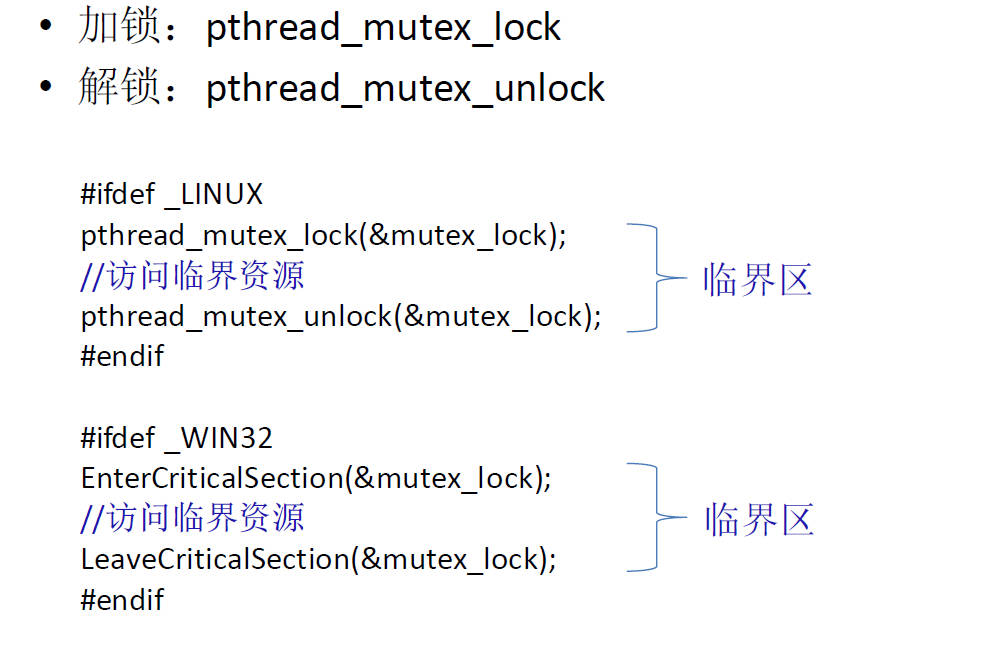 • 加锁：pthread_mutex_lock
• 解锁：pthread_mutex_unlock
#ifdef _LINUX
pthread_mutex_lock(&mutex_lock);
//访问临界资源
临界区
pthread_mutex_unlock(&mutex_lock);
#endif
#ifdef _WIN32
EnterCriticalSection(&mutex_lock);
//访问临界资源
临界区
LeaveCriticalSection(&mutex_lock);
#endif